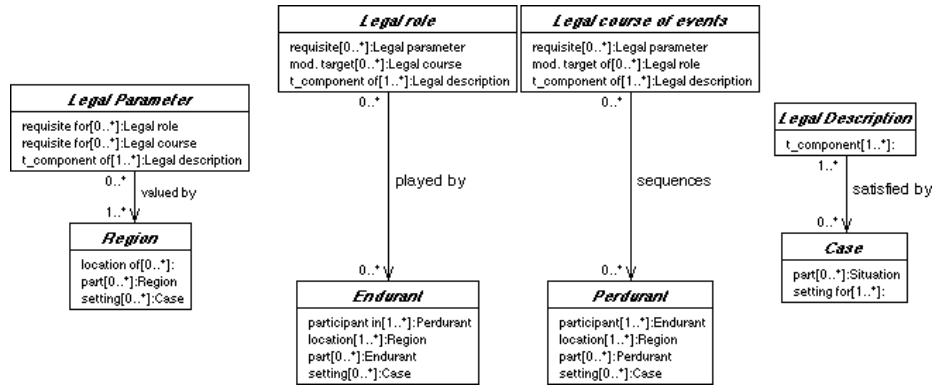 Legal role
requisite[0..*]:Legal parameter
mod. target[0..*]:Legal course
t_component of[1..*]:Legal description
0..*
played by
0..*
Endurant
participant in[1..*]:Perdurant
location[1..*]:Region
part[0..*]:Endurant
setting[0..*]:Case
Legal course of events
requisite[0..*]:Legal parameter
mod. target of[0..*]:Legal role
t_component of[1..*]:Legal description
0..*
sequences
0..*
Perdurant
participant[1..*]:Endurant
location[1..*]:Region
part[0..*]:Perdurant
setting[0..*]:Case
Legal Parameter
requisite for[0..*]:Legal role
requisite for[0..*]:Legal course
t_component of[1..*]:Legal description
0..*
valued by
1..*
Region
location of[0..*]:
part[0..*]:Region
setting[0..*]:Case
Legal Description
t_component[1..*]:
1..*
satisfied by
0..*
Case
part[0..*]:Situation
setting for[1..*]: